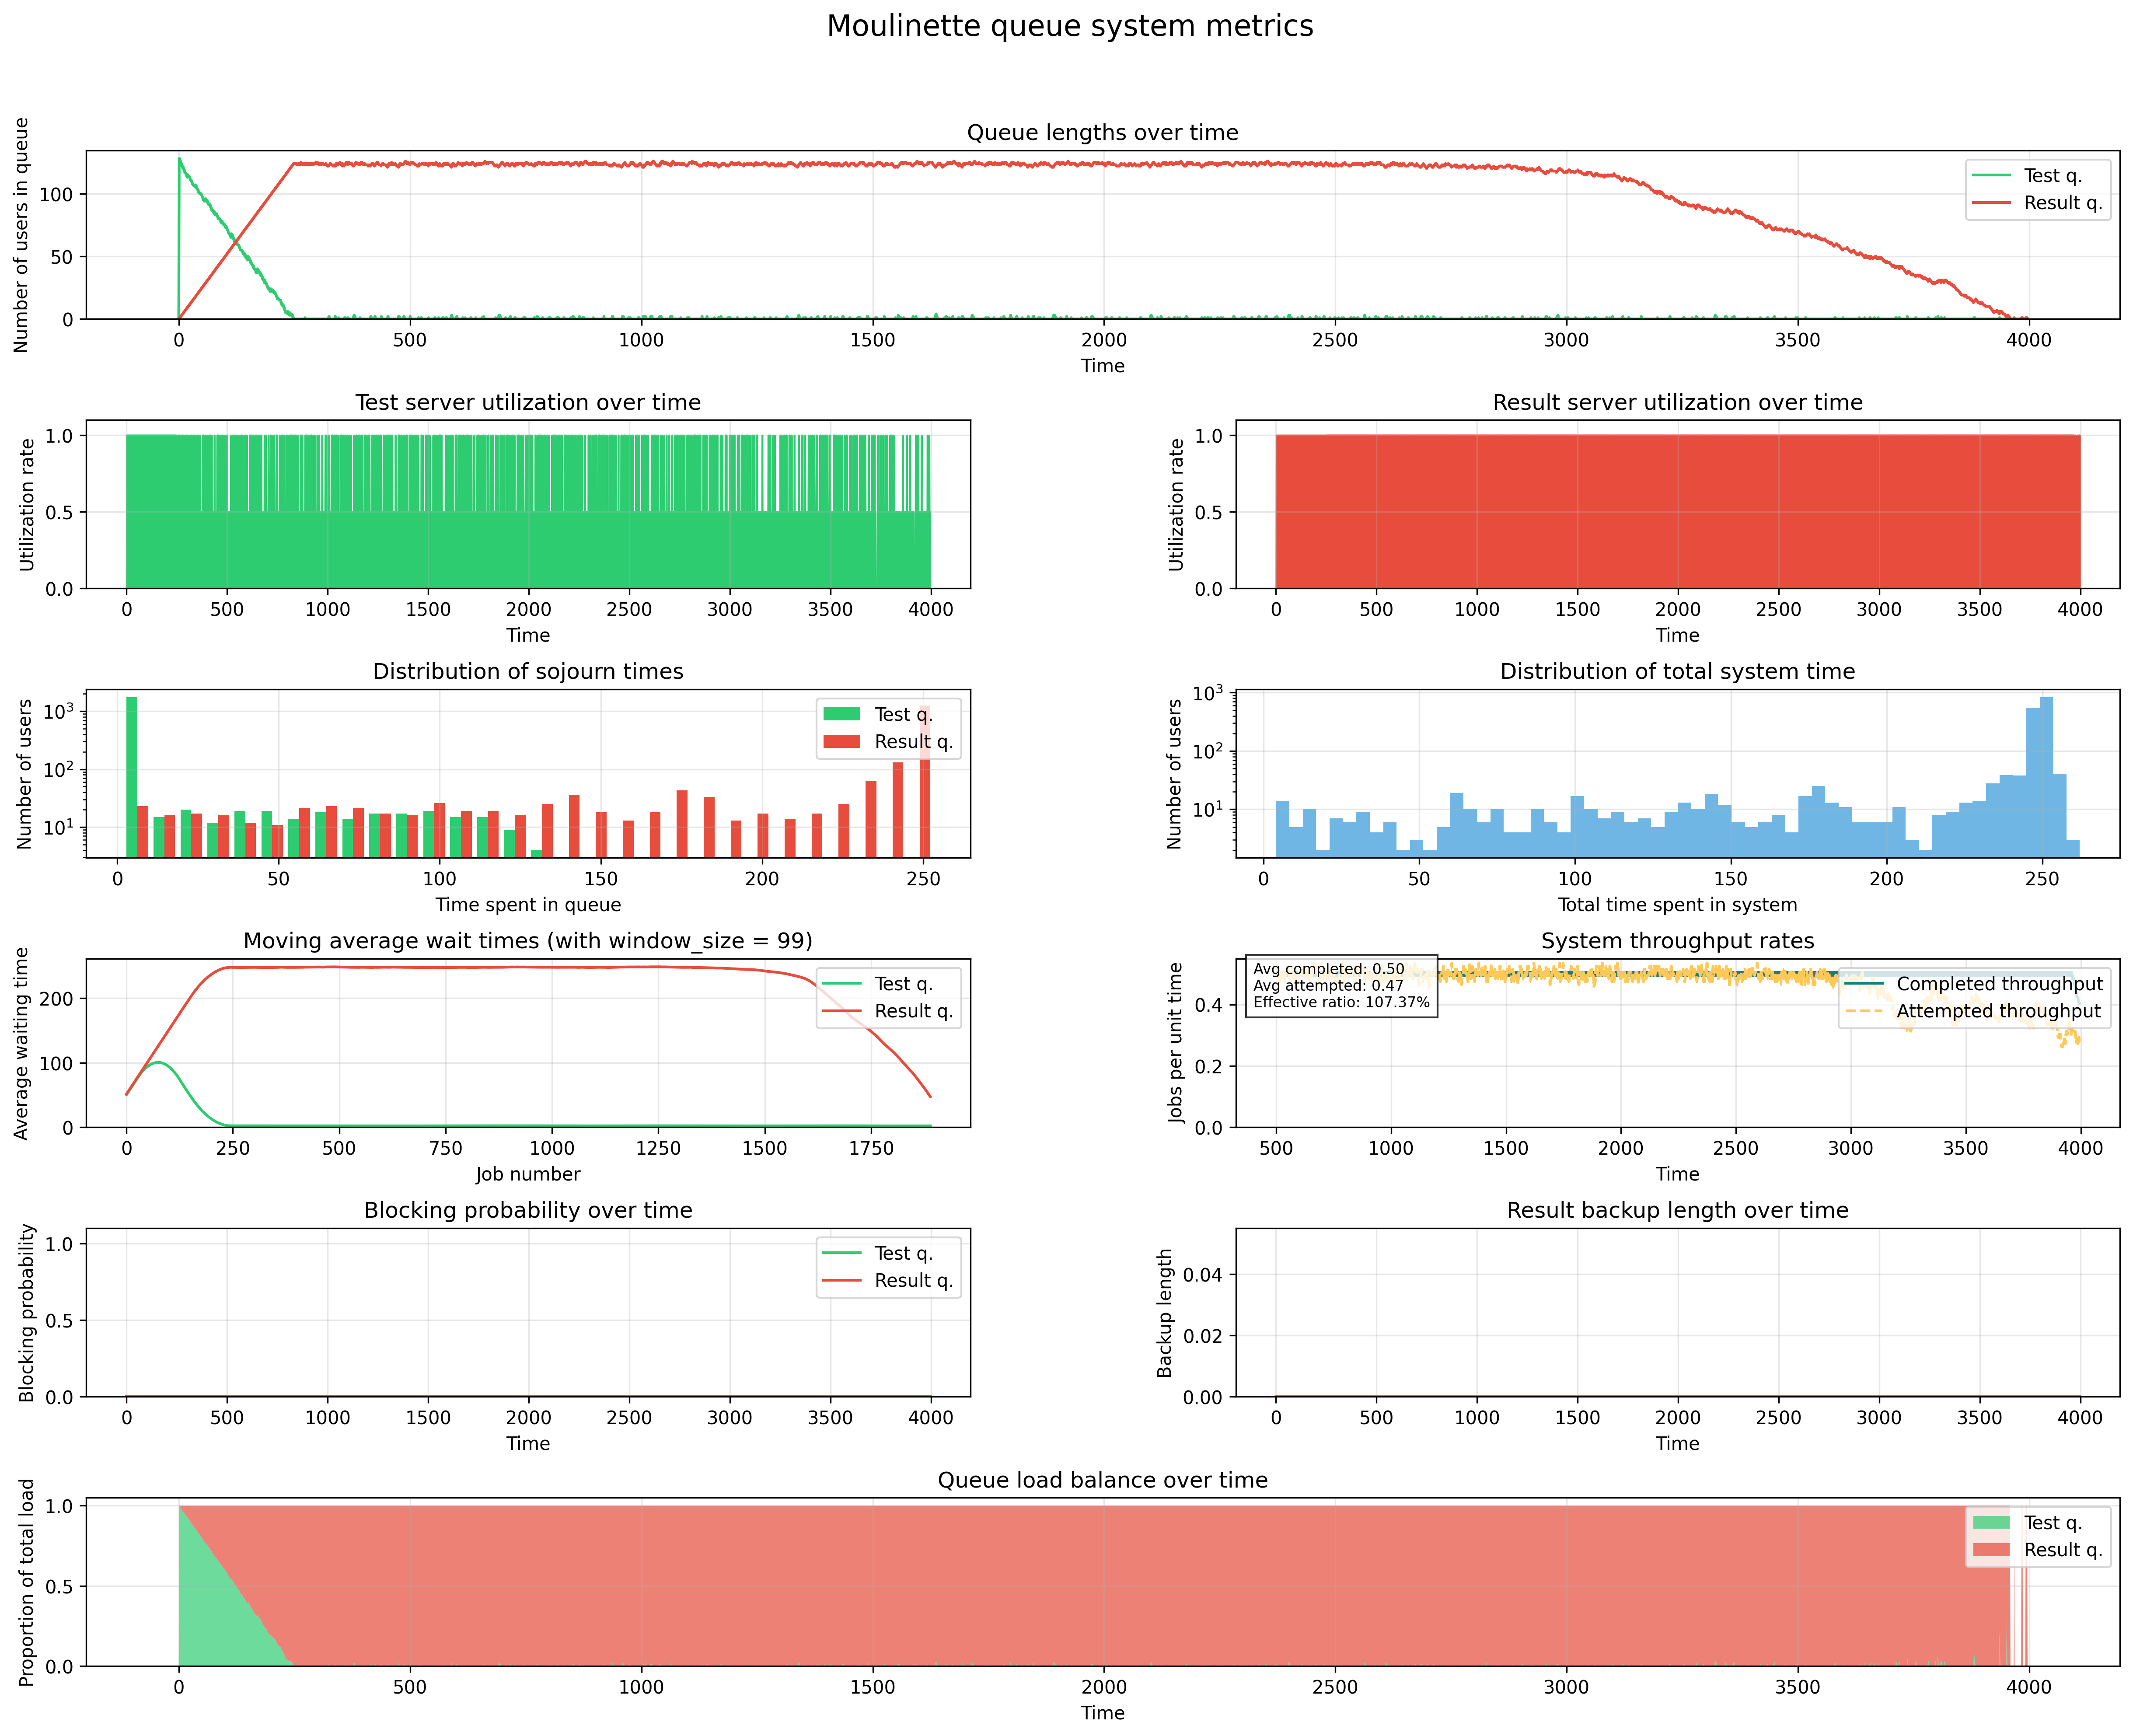 Moulinette queue system metrics
Queue lengths over time
Number of users in queue
100
50
0
Test q.
Result q.
0 500 1000 1500 2000 2500 3000 3500 4000
Time
Test server utilization over time
Utilization rate
1.0
0.5
0.0
0 500 1000 1500 2000 2500 3000 3500 4000
Time
Result server utilization over time
Utilization rate
1.0
0.5
0.0
0 500 1000 1500 2000 2500 3000 3500 4000
Time
Distribution of sojourn times
Number of users
10³
10²
10¹
Test q.
Result q.
0 50 100 150 200 250
Time spent in queue
Distribution of total system time
Number of users
10³
10²
10¹
0 50 100 150 200 250
Total time spent in system
Moving average wait times (with window_size = 99)
Average waiting time
200
100
0
Test q.
Result q.
0 250 500 750 1000 1250 1500 1750
Job number
System throughput rates
Jobs per unit time
0.4
0.2
0.0
Avg completed: 0.50
Avg attempted: 0.47
Effective ratio: 107.37%
Completed throughput
Attempted throughput
500 1000 1500 2000 2500 3000 3500 4000
Time
Blocking probability over time
Blocking probability
1.0
0.5
0.0
Test q.
Result q.
0 500 1000 1500 2000 2500 3000 3500 4000
Time
Result backup length over time
Backup length
0.04
0.02
0.00
0 500 1000 1500 2000 2500 3000 3500 4000
Time
Queue load balance over time
Proportion of total load
1.0
0.5
0.0
Test q.
Result q.
0 500 1000 1500 2000 2500 3000 3500 4000
Time